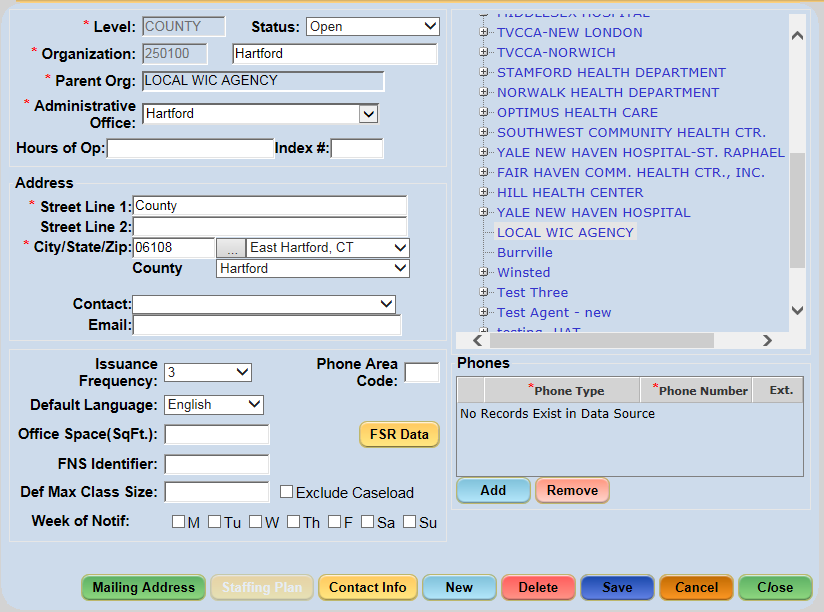 * Level: COUNTY Status: Open
* Organization: 250100 Hartford
* Parent Org: LOCAL WIC AGENCY
* Administrative Office: Hartford
Hours of Op: Index #:
Address
* Street Line 1: County
Street Line 2:
* City/State/Zip: 06108 ... East Hartford, CT
County Hartford
Contact:
Email:
Issuance Frequency: 3 Phone Area Code:
Default Language: English
Office Space(SqFt.): FSR Data
FNS Identifier:
Def Max Class Size: Exclude Caseload
Week of Notif: M Tu W Th F Sa Su
MIDDLESEX HOSPITAL
TVCCA-NEW LONDON
TVCCA-NORWICH
STAMFORD HEALTH DEPARTMENT
NORWALK HEALTH DEPARTMENT
OPTIMUS HEALTH CARE
SOUTHWEST COMMUNITY HEALTH CTR.
YALE NEW HAVEN HOSPITAL-ST. RAPHAEL
FAIR HAVEN COMM. HEALTH CTR., INC.
HILL HEALTH CENTER
YALE NEW HAVEN HOSPITAL
LOCAL WIC AGENCY
Burrville
Winsted
Test Three
Test Agent - new
testing - UAT
Phones
*Phone Type *Phone Number Ext.
No Records Exist in Data Source
Add Remove
Mailing Address Staffing Plan Contact Info New Delete Save Cancel Close